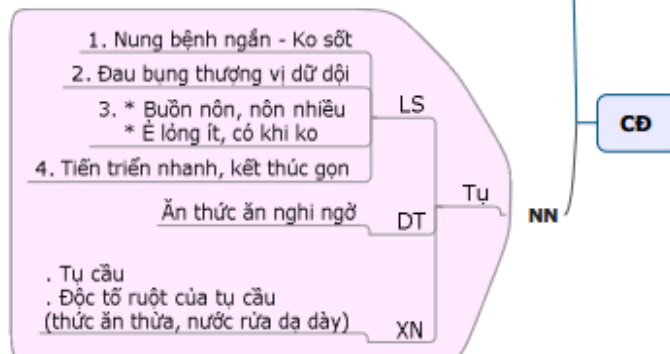 1. Nung bệnh ngắn - Ko sốt
2. Đau bụng thượng vị dữ dội
3. * Buồn nôn, nôn nhiều
* Ẻ lỏng ít, có khi ko
4. Tiến triển nhanh, kết thúc gọn
LS
Ăn thức ăn nghi ngờ
DT
. Tụ cầu
. Độc tố ruột của tụ cầu
(thức ăn thừa, nước rửa dạ dày)
XN
Tụ
NN
CĐ